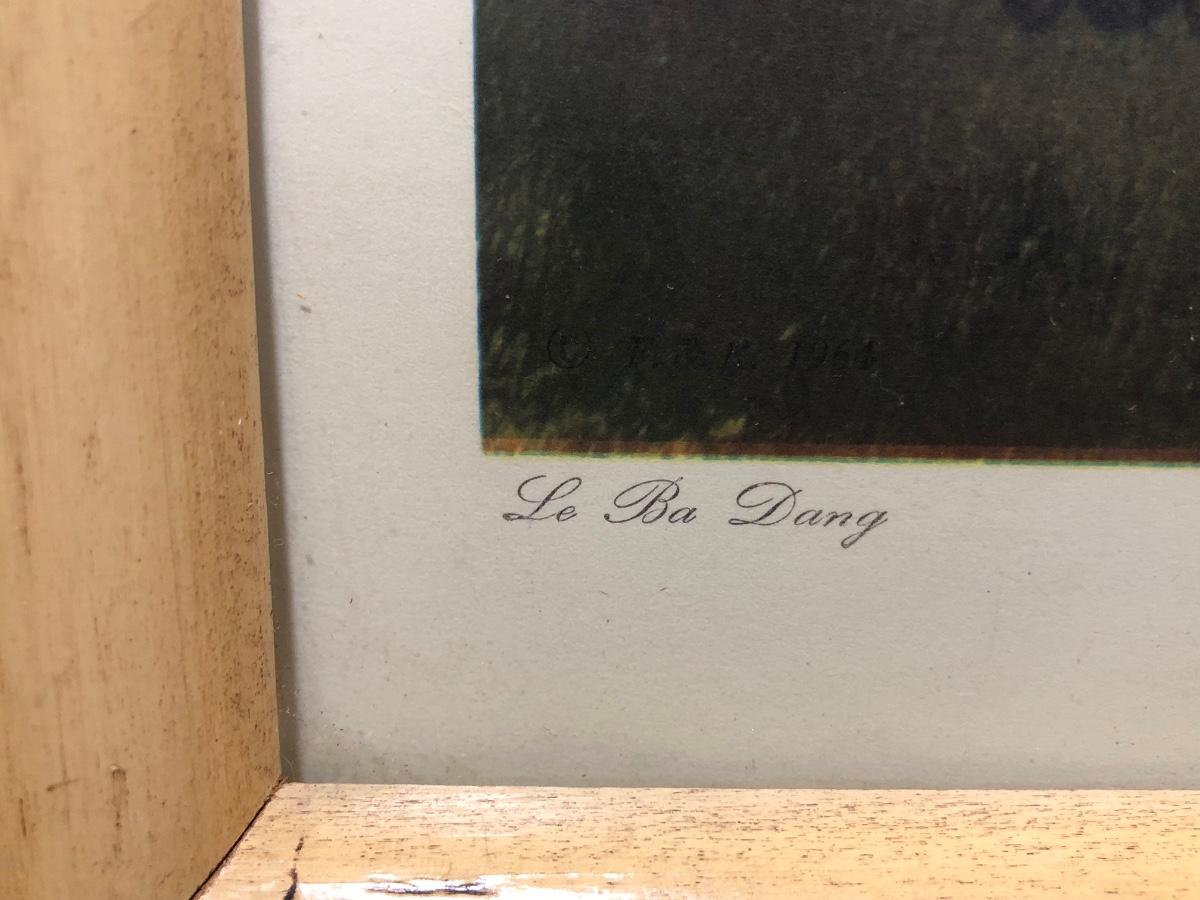 © F.A.K. 1964
Le Ba Dang